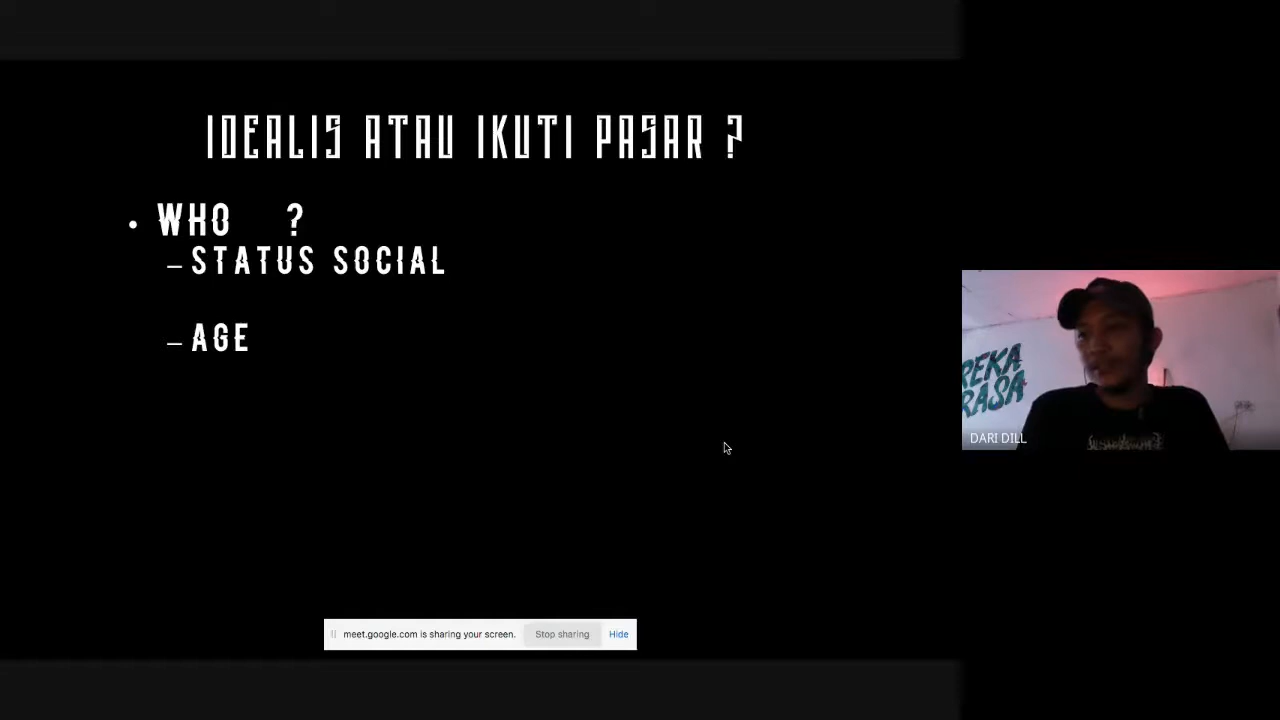 IDEALIS ATAU IKUTI PASAR ?
• WHO ?
– STATUS SOCIAL
– AGE
REKA
RASA
DARI DILL
meet.google.com is sharing your screen. Stop sharing Hide